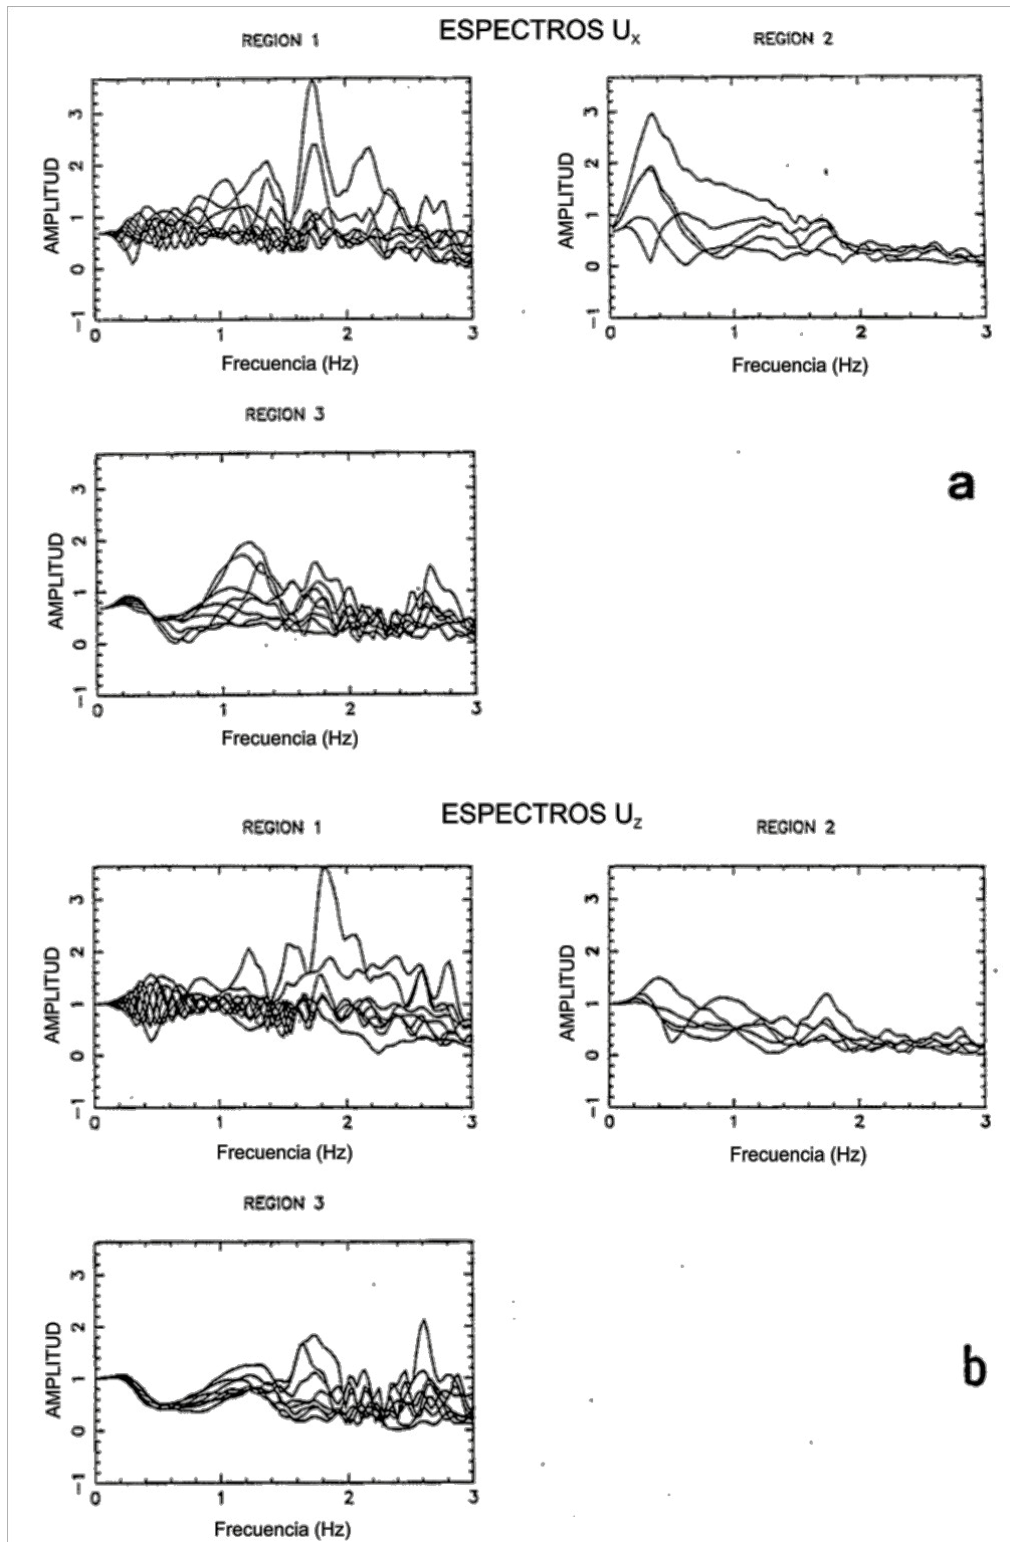 ESPECTROS Ux
REGION 1
REGION 2
AMPLITUD
-1 0 1 2 3
0 1 2 3
Frecuencia (Hz)
AMPLITUD
-1 0 1 2 3
0 1 2 3
Frecuencia (Hz)
REGION 3
AMPLITUD
-1 0 1 2 3
0 1 2 3
Frecuencia (Hz)
a
ESPECTROS Uz
REGION 1
REGION 2
AMPLITUD
-1 0 1 2 3
0 1 2 3
Frecuencia (Hz)
AMPLITUD
-1 0 1 2 3
0 1 2 3
Frecuencia (Hz)
REGION 3
AMPLITUD
-1 0 1 2 3
0 1 2 3
Frecuencia (Hz)
b